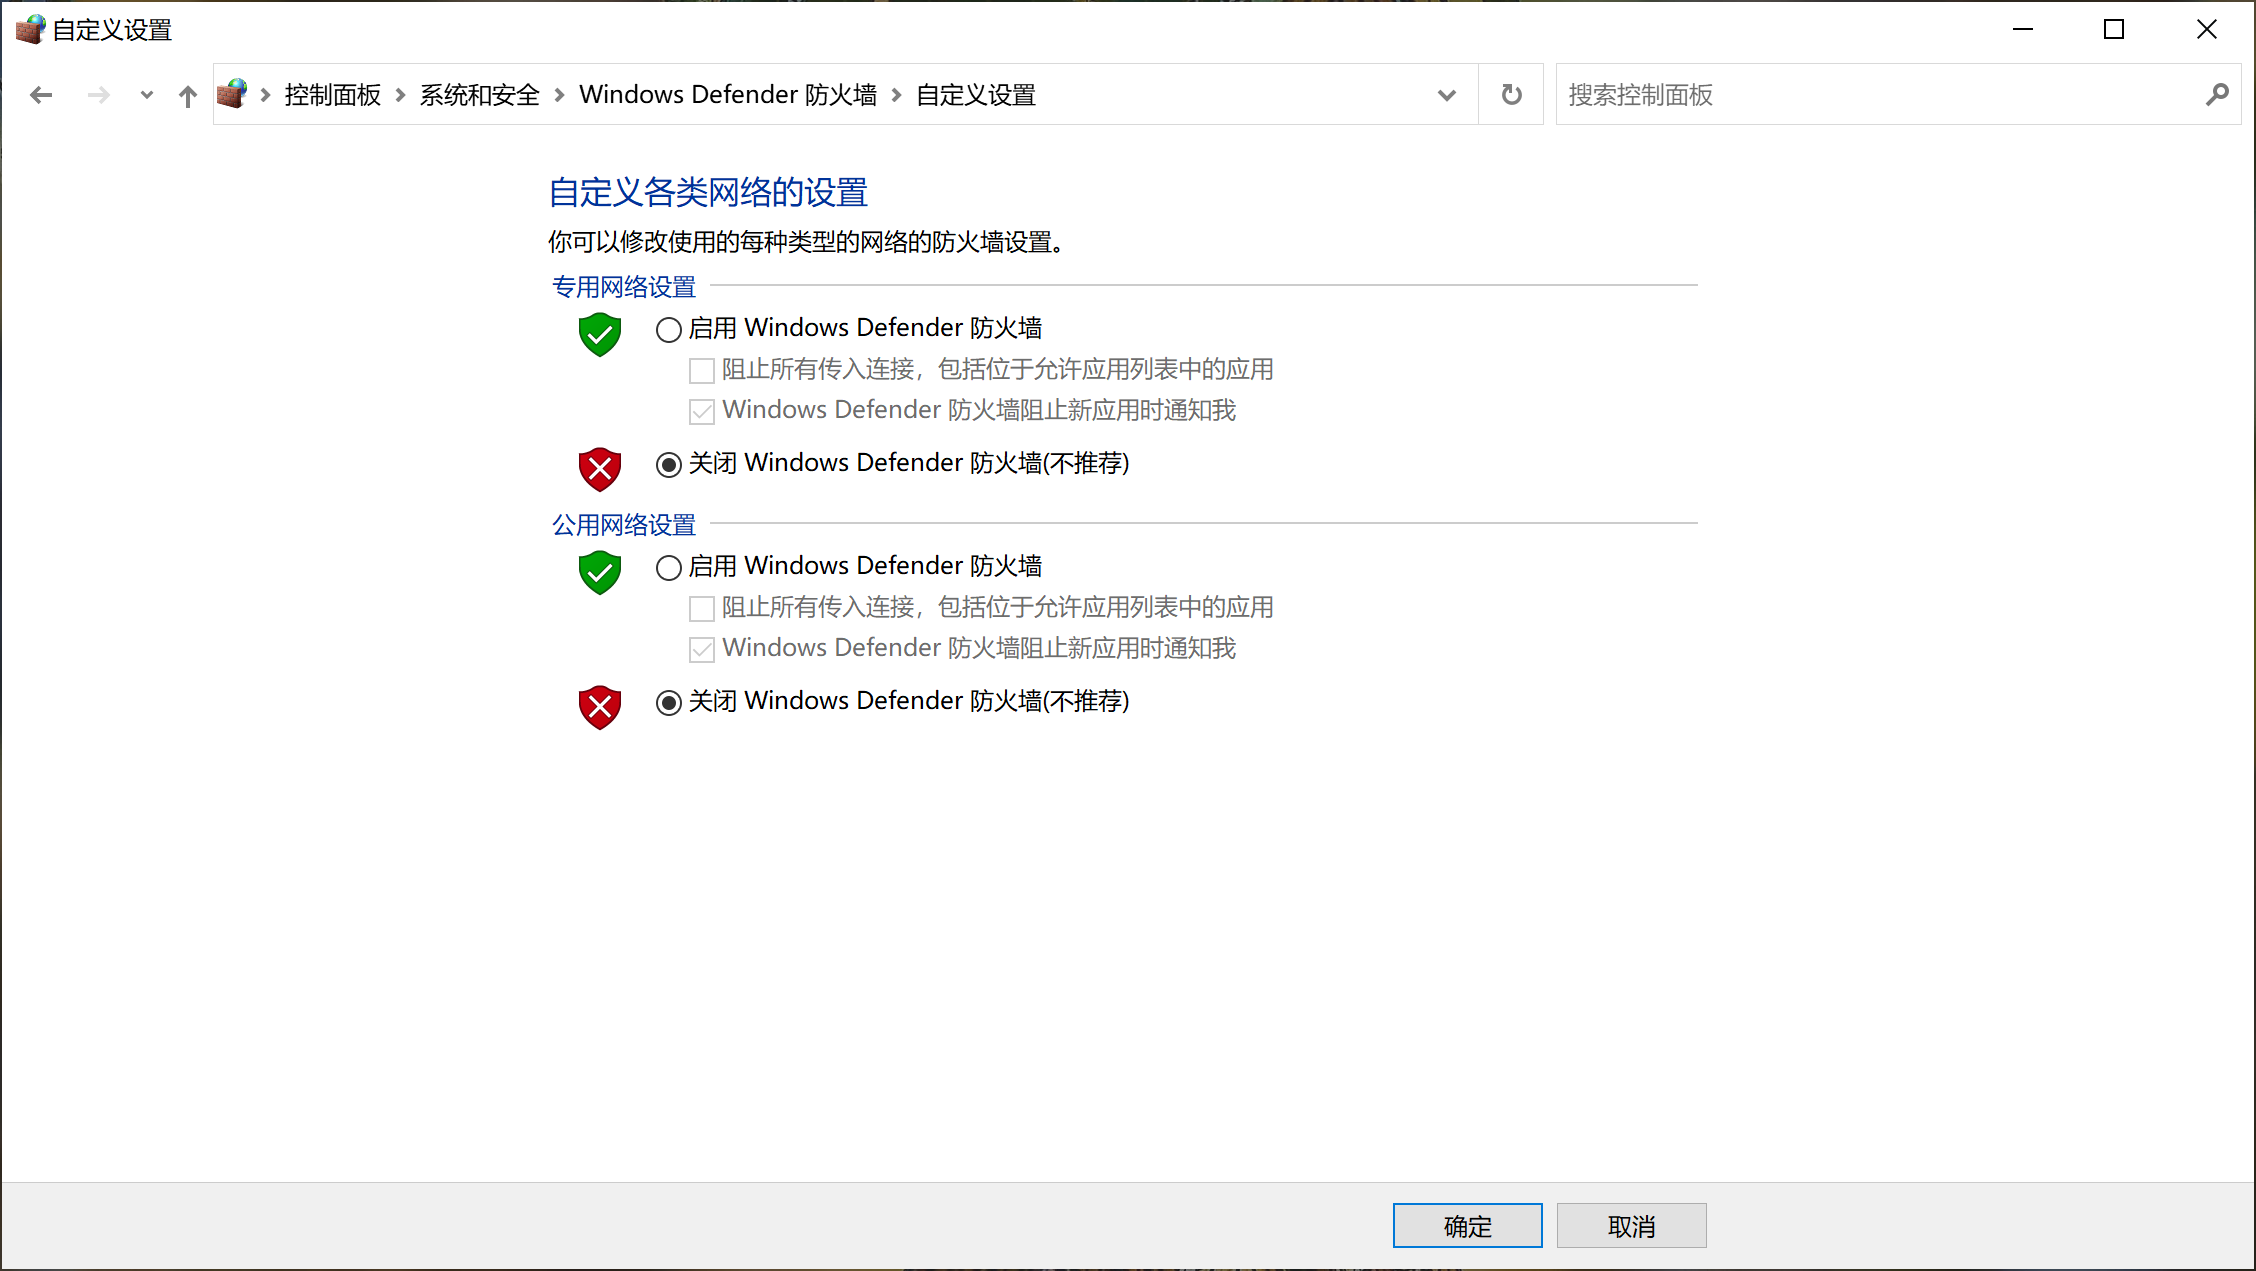 自定义设置
控制面板 系统和安全 Windows Defender 防火墙 自定义设置
搜索控制面板
自定义各类网络的设置
你可以修改使用的每种类型的网络的防火墙设置。
专用网络设置
启用 Windows Defender 防火墙
阻止所有传入连接，包括位于允许应用列表中的应用
Windows Defender 防火墙阻止新应用时通知我
关闭 Windows Defender 防火墙(不推荐)
公用网络设置
启用 Windows Defender 防火墙
阻止所有传入连接，包括位于允许应用列表中的应用
Windows Defender 防火墙阻止新应用时通知我
关闭 Windows Defender 防火墙(不推荐)
确定 取消